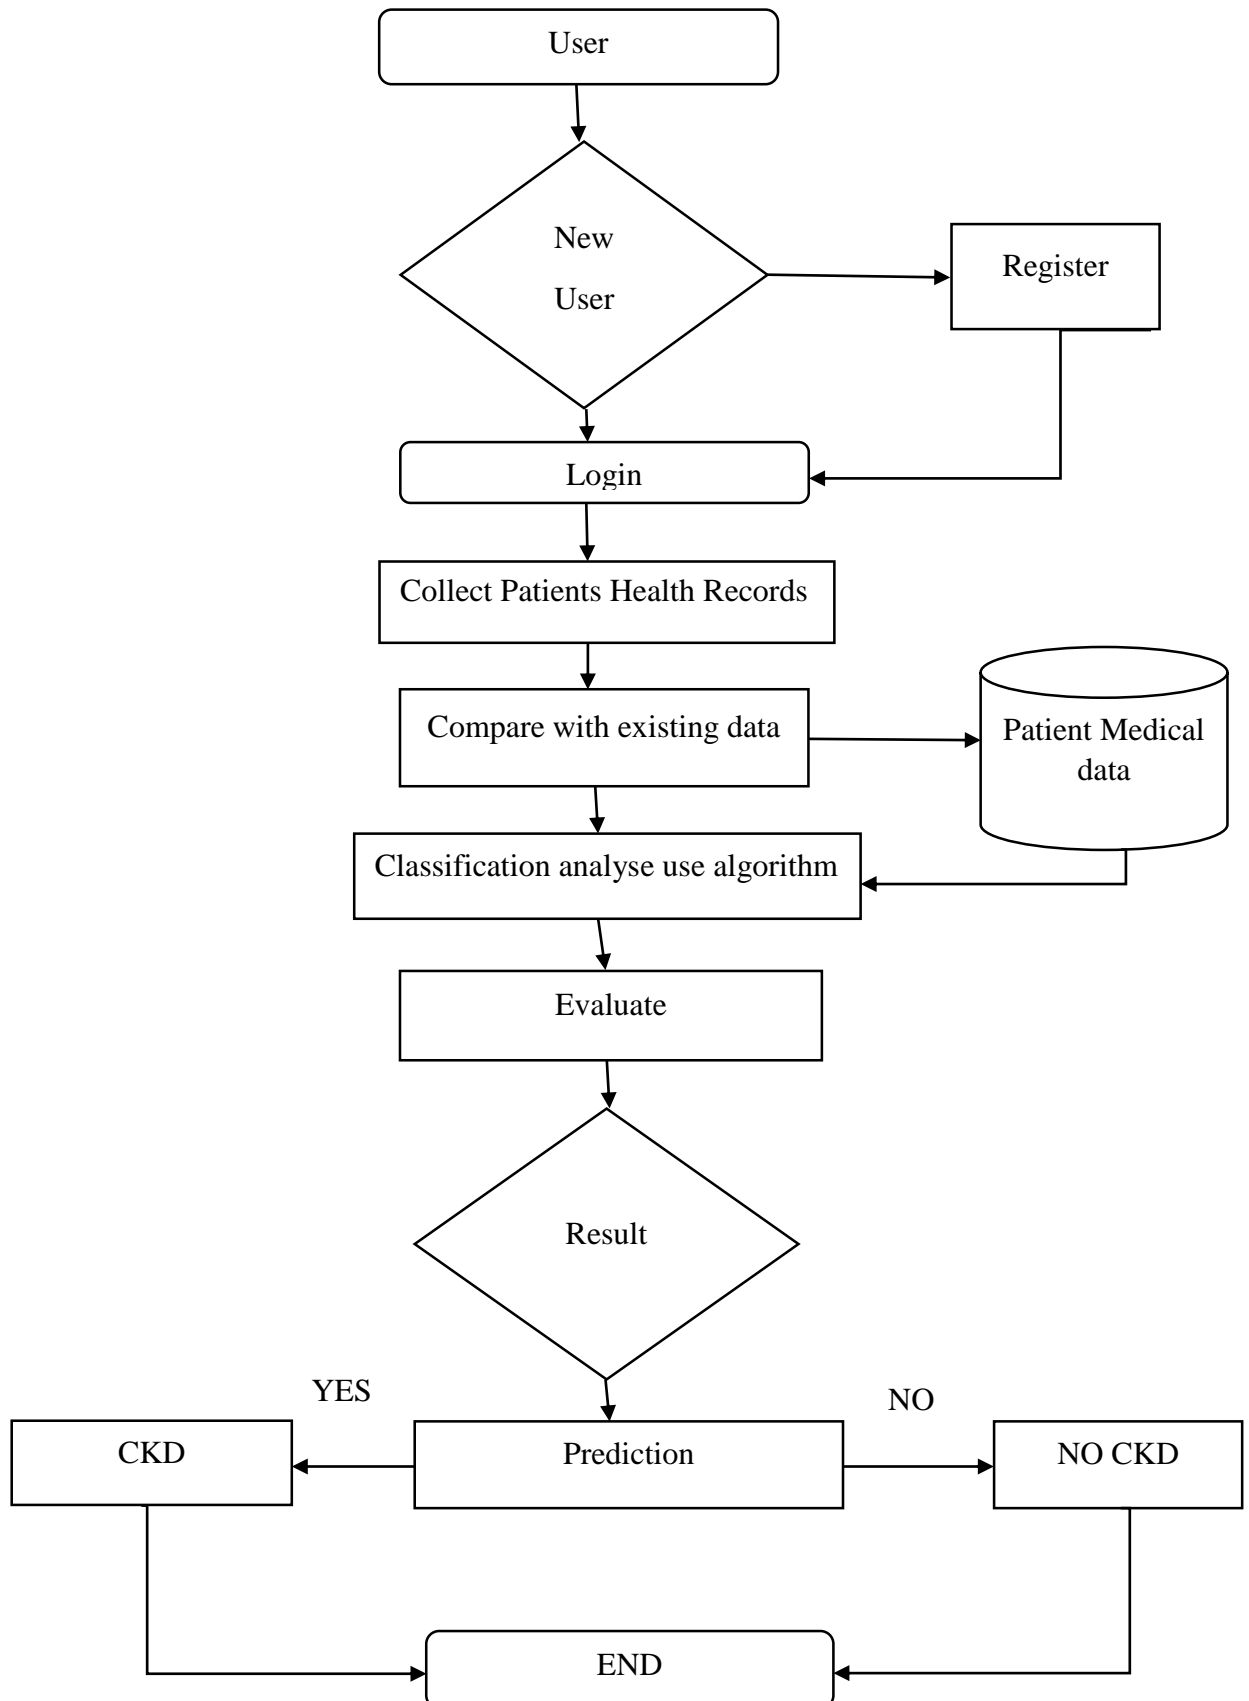 User
New
User
Register
Login
Collect Patients Health Records
Compare with existing data
Patient Medical
data
Classification analyse use algorithm
Evaluate
Result
YES
NO
CKD
Prediction
NO CKD
END